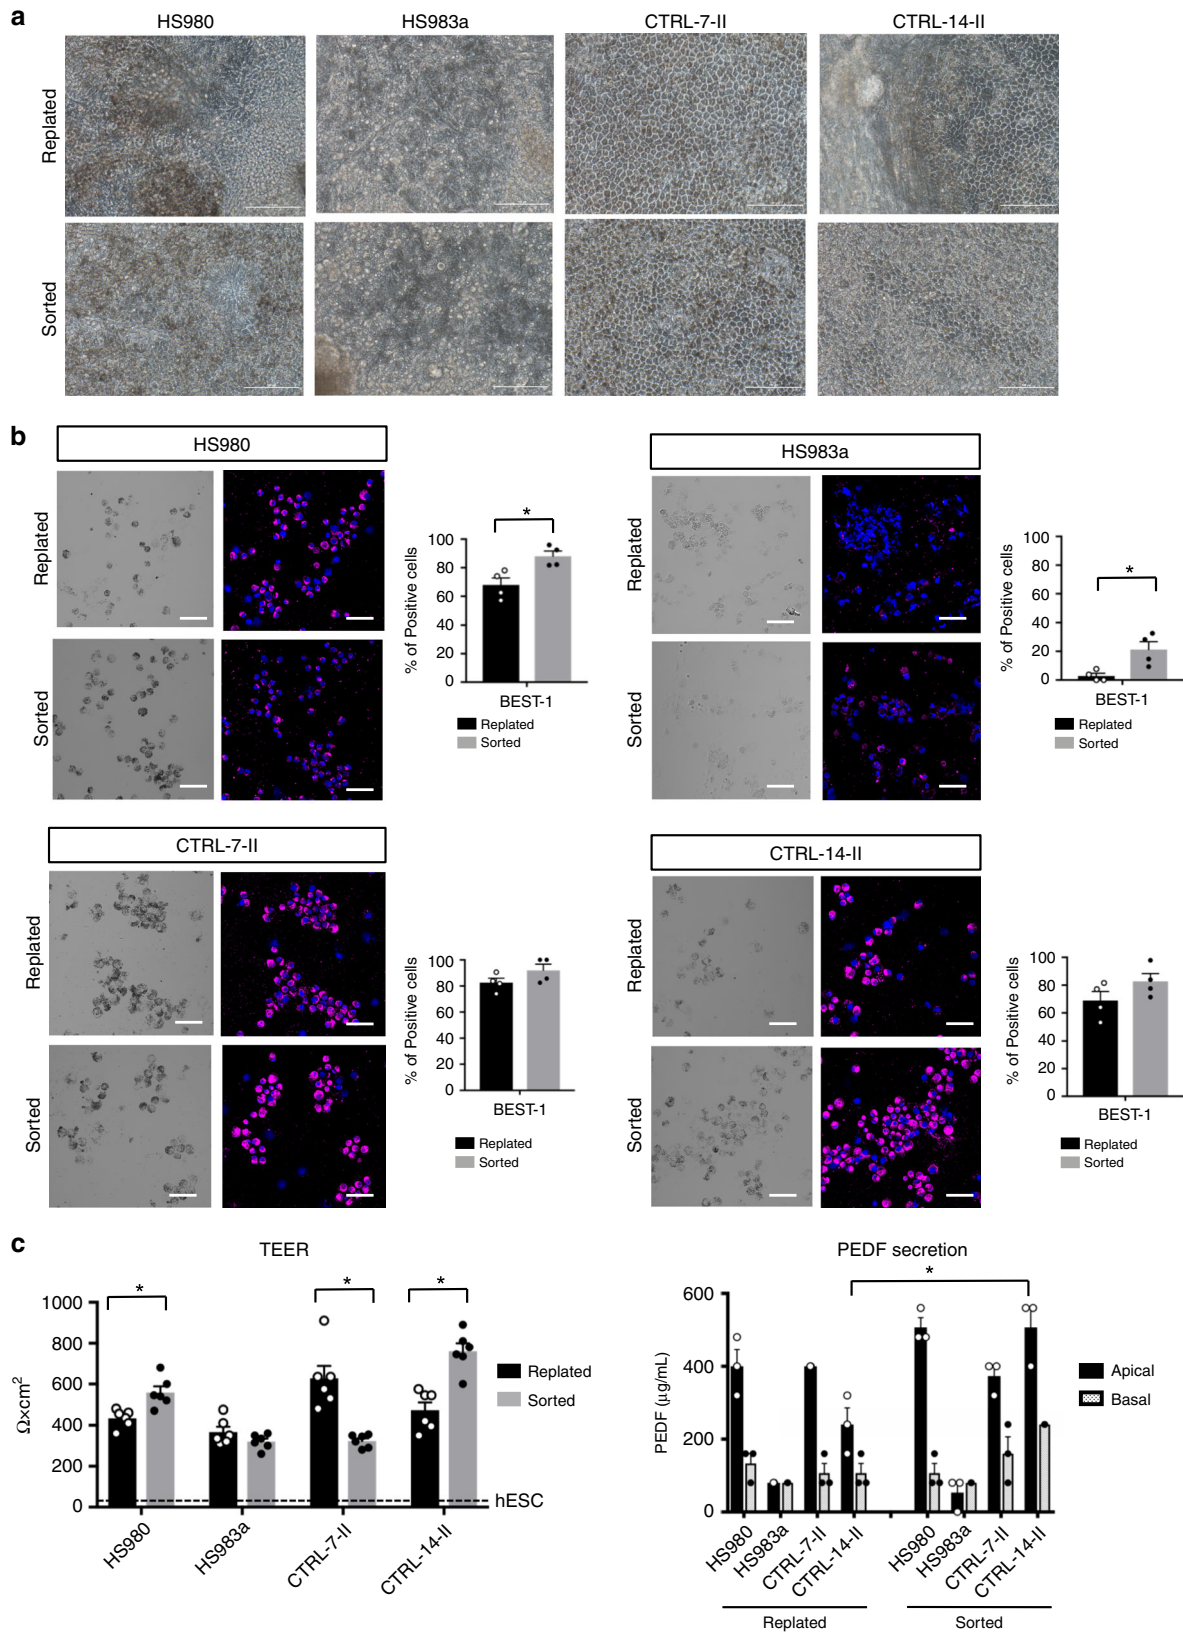 a
HS980
HS983a
CTRL-7-II
CTRL-14-II
Replated
Sorted
b
HS980
Replated
Sorted
% of Positive cells
100
80
60
40
20
0
*
BEST-1
Replated
Sorted
HS983a
Replated
Sorted
% of Positive cells
100
80
60
40
20
0
*
BEST-1
Replated
Sorted
CTRL-7-II
Replated
Sorted
% of Positive cells
100
80
60
40
20
0
BEST-1
Replated
Sorted
CTRL-14-II
Replated
Sorted
% of Positive cells
100
80
60
40
20
0
BEST-1
Replated
Sorted
c
TEER
Ω×cm²
1000
800
600
400
200
0
*
*
*
Replated
Sorted
hESC
HS980
HS983a
CTRL-7-II
CTRL-14-II
PEDF secretion
PEDF (μg/mL)
600
400
200
0
*
Apical
Basal
HS980
HS983a
CTRL-7-II
CTRL-14-II
HS980
HS983a
CTRL-7-II
CTRL-14-II
Replated
Sorted